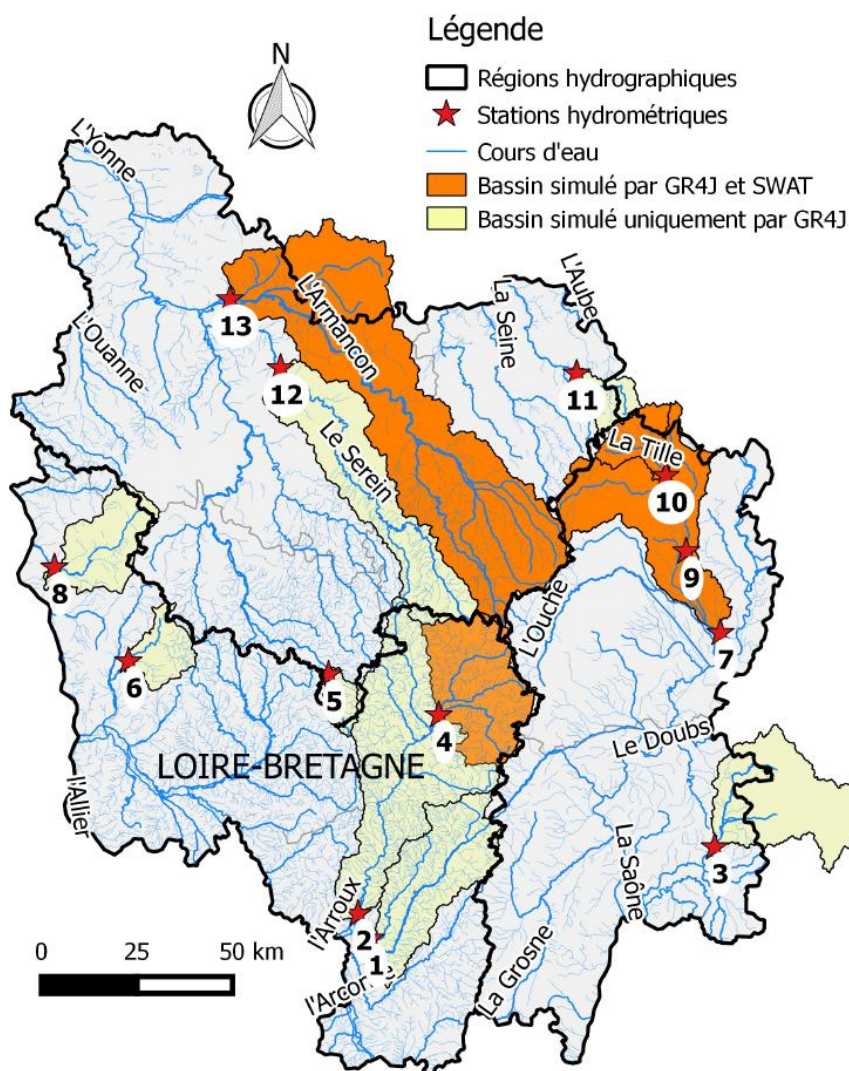 Légende
N
Régions hydrographiques
Stations hydrométriques
Cours d'eau
Bassin simulé par GR4J et SWAT
Bassin simulé uniquement par GR4J
L'Yonne
L'Aube
La Seine
L'Armançon
13
L'Ouanne
12
11
Le Serein
La Tille
10
9
8
L'Ouche
7
6
5
4
Le Doubs
LOIRE-BRETAGNE
l'Allier
3
La Saône
l'Arroux
2
1
La Grosne
0 25 50 km